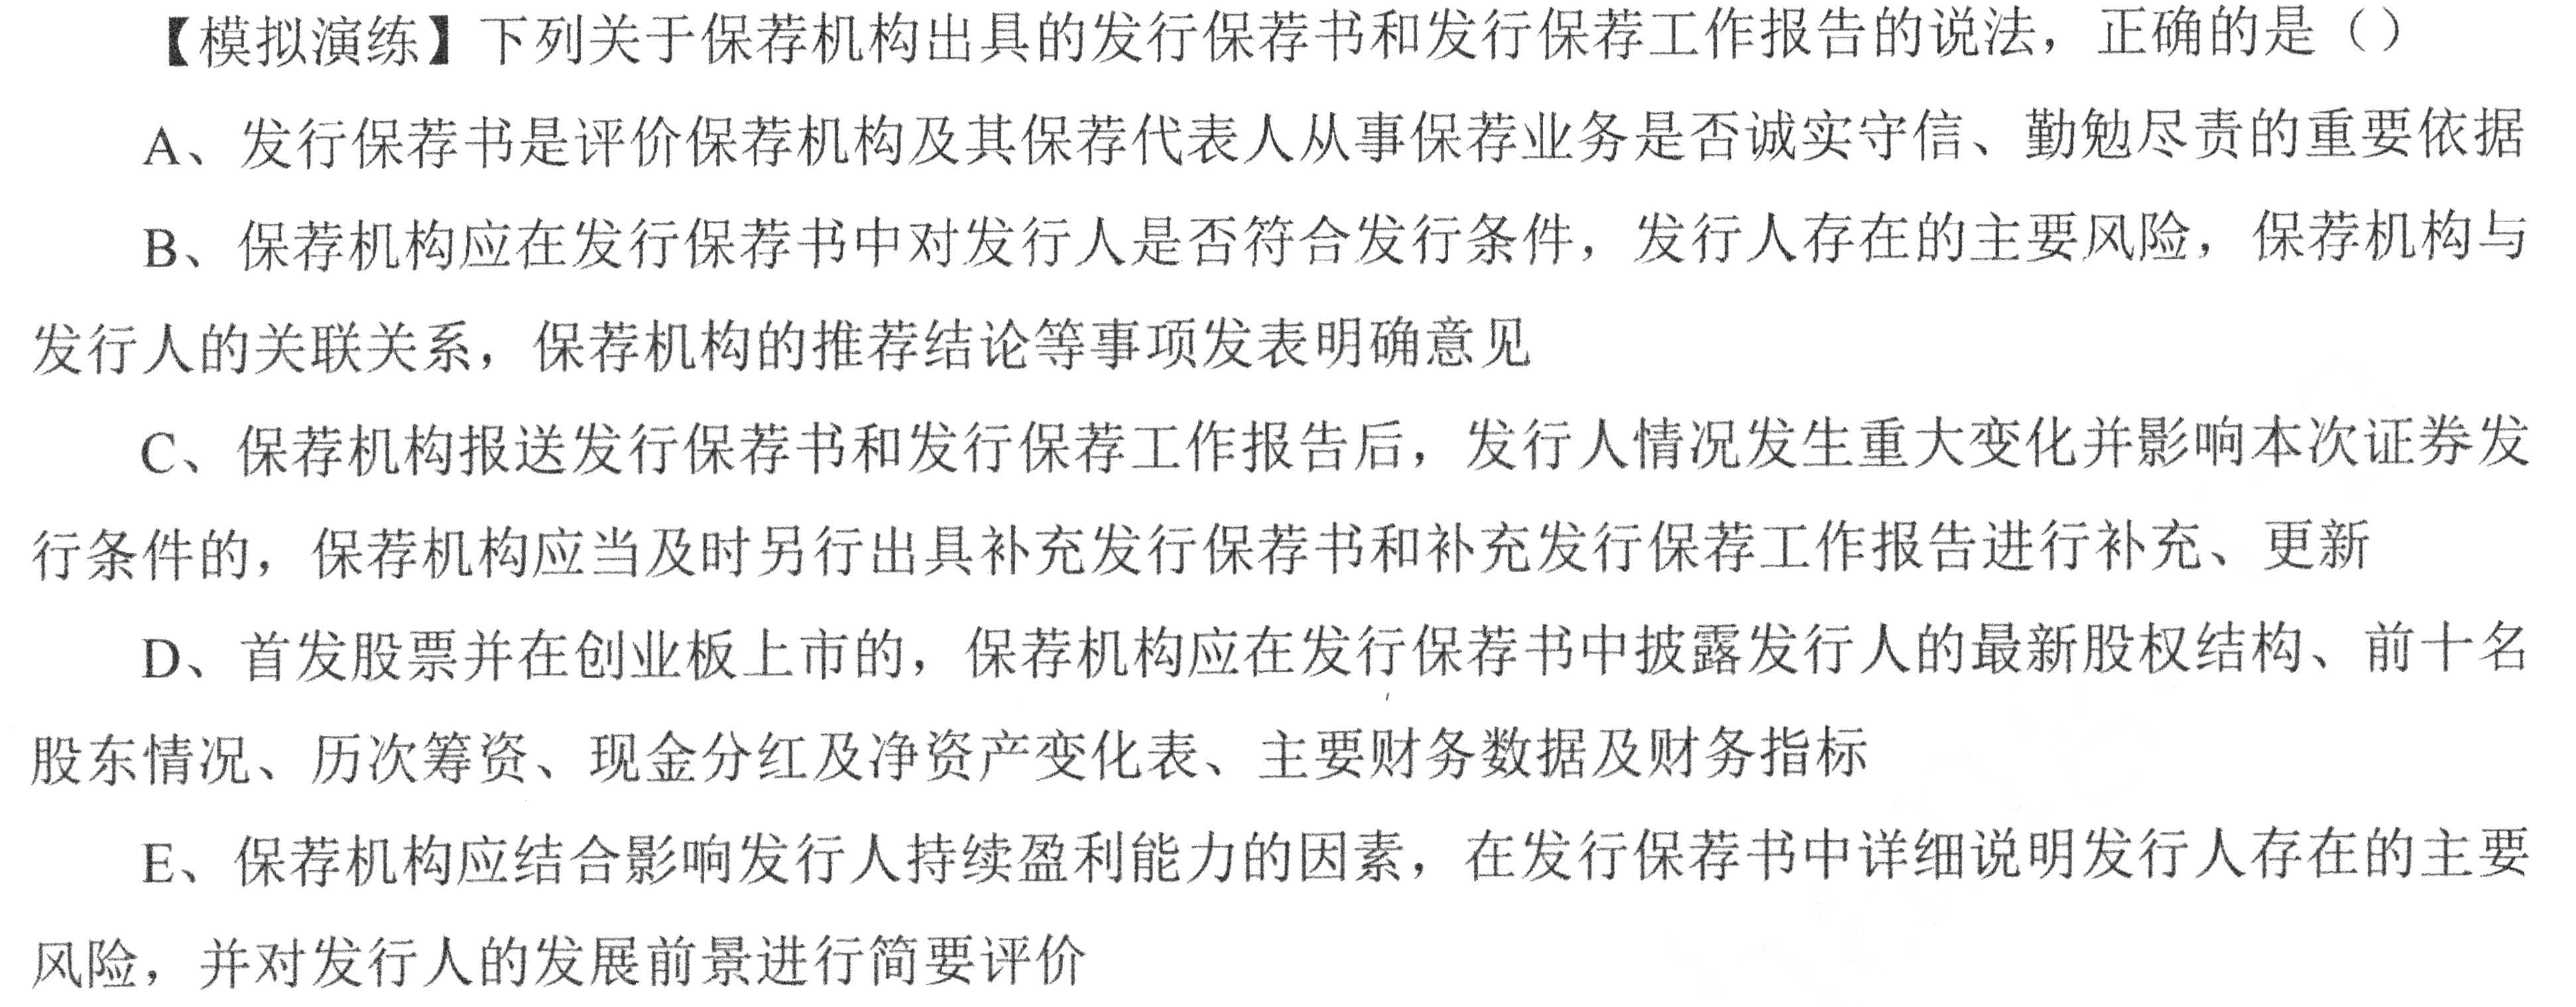 【模拟演练】下列关于保荐机构出具的发行保荐书和发行保荐工作报告的说法，正确的是（）
A、发行保荐书是评价保荐机构及其保荐代表人从事保荐业务是否诚实守信、勤勉尽责的重要依据
B、保荐机构应在发行保荐书中对发行人是否符合发行条件，发行人存在的主要风险，保荐机构与
发行人的关联关系，保荐机构的推荐结论等事项发表明确意见
C、保荐机构报送发行保荐书和发行保荐工作报告后，发行人情况发生重大变化并影响本次证券发
行条件的，保荐机构应当及时另行出具补充发行保荐书和补充发行保荐工作报告进行补充、更新
D、首发股票并在创业板上市的，保荐机构应在发行保荐书中披露发行人的最新股权结构、前十名
股东情况、历次筹资、现金分红及净资产变化表、主要财务数据及财务指标
E、保荐机构应结合影响发行人持续盈利能力的因素，在发行保荐书中详细说明发行人存在的主要
风险，并对发行人的发展前景进行简要评价